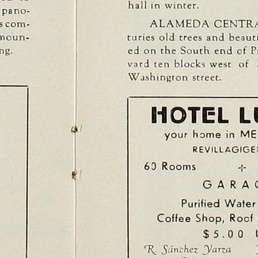 pano-
s com-
moun-
ng.
hall in winter.
ALAMEDA CENTRA
turies old trees and beauti
ed on the South end of P
vard ten blocks west of
Washington street.
HOTEL LU
your home in ME
REVILLAGIGE
60 Rooms
GARAG
Purified Water
Coffee Shop, Roof
$5.00 U
R. Sánchez Yarza